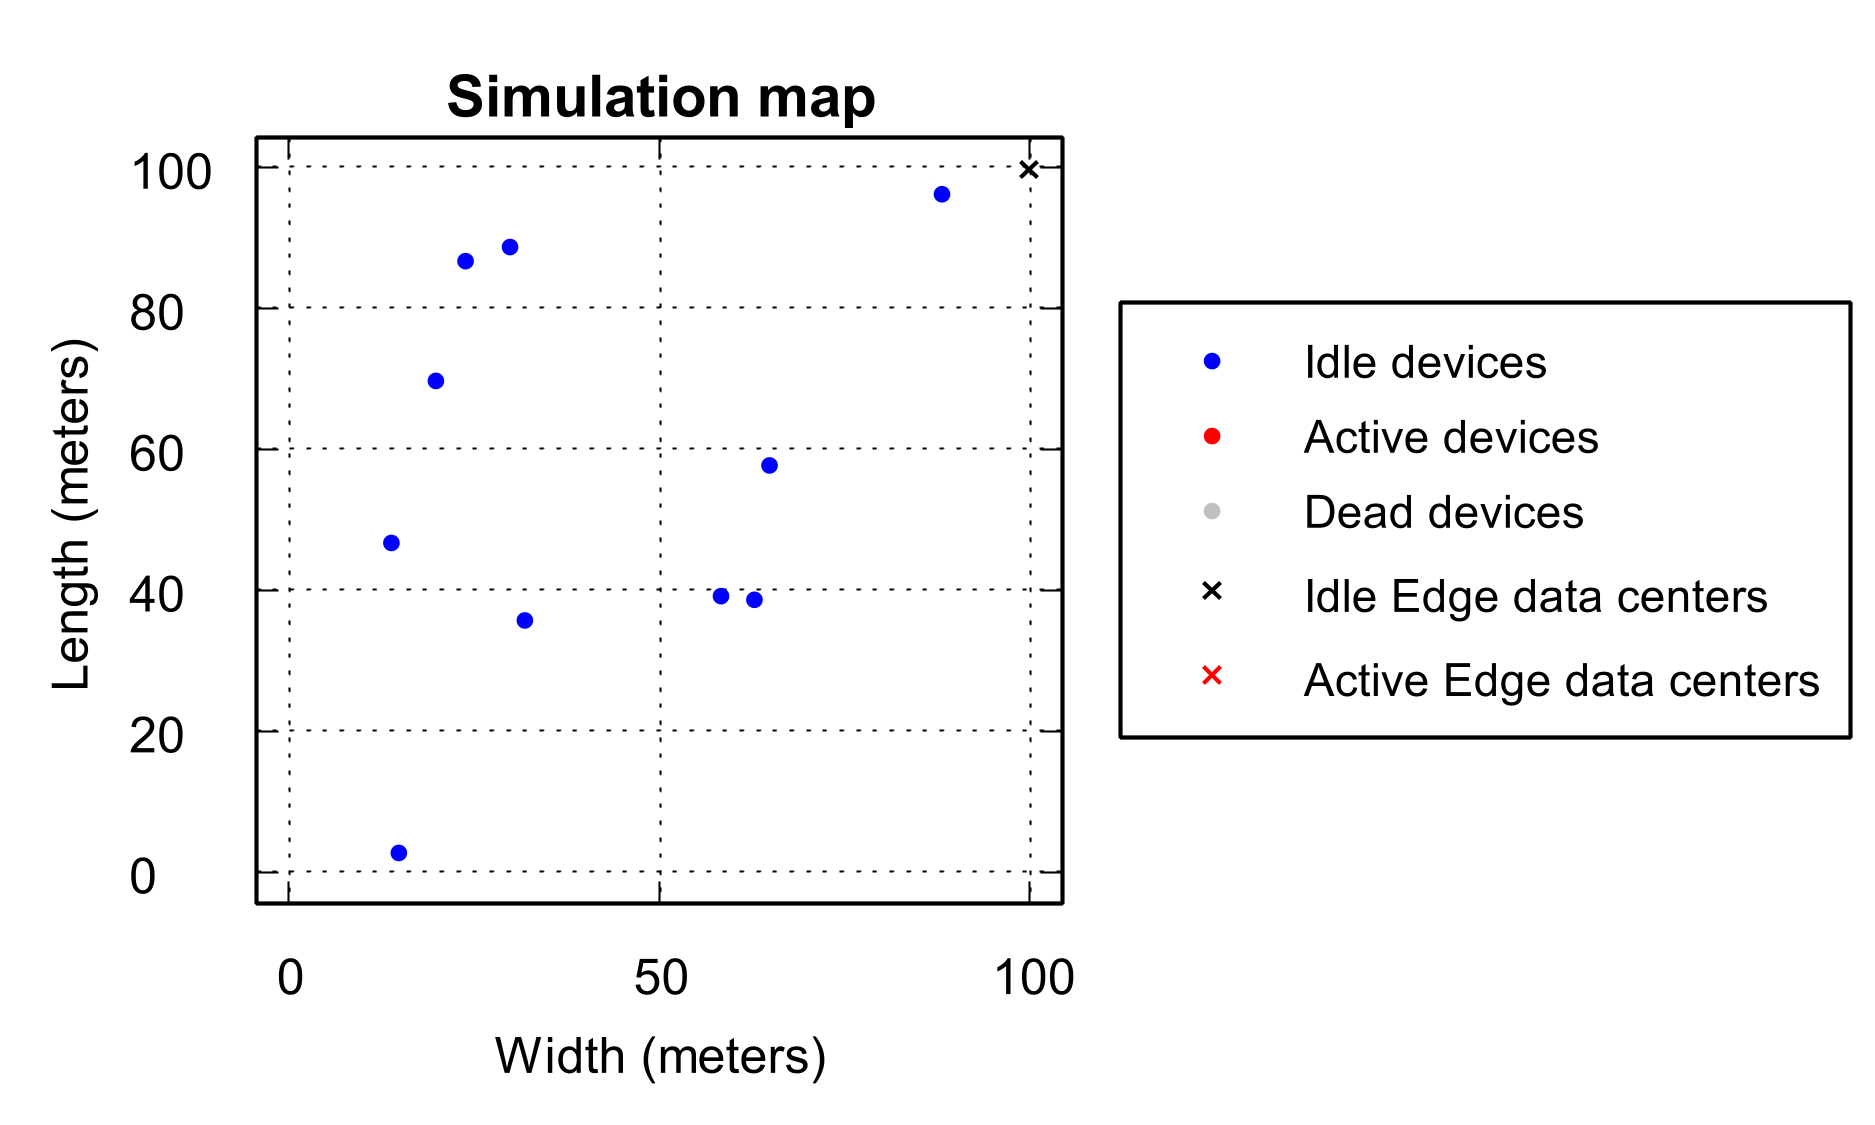 Simulation map
100
80
60
40
20
0
Length (meters)
0 50 100
Width (meters)
Idle devices
Active devices
Dead devices
Idle Edge data centers
Active Edge data centers